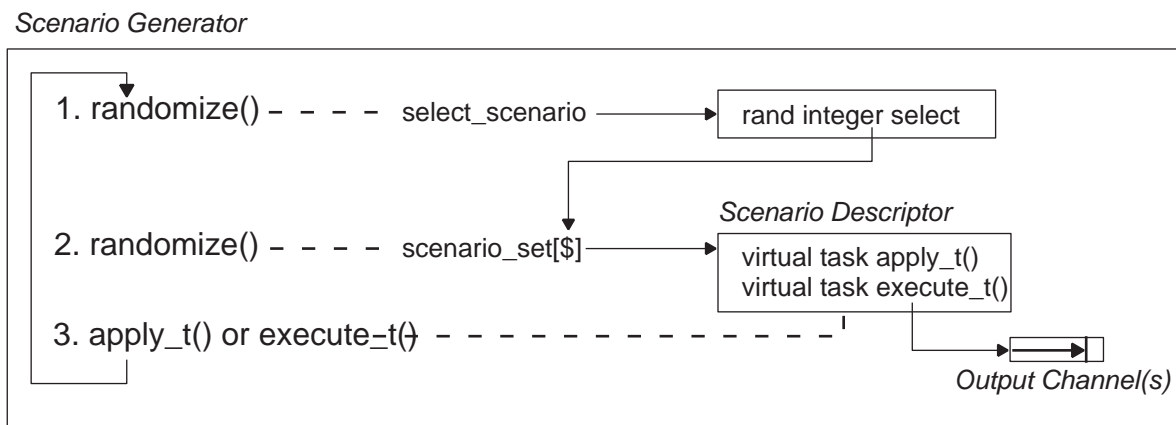 Scenario Generator
1. randomize() select_scenario rand integer select
Scenario Descriptor
2. randomize() scenario_set[$] virtual task apply_t()
virtual task execute_t()
3. apply_t() or execute_t()
Output Channel(s)